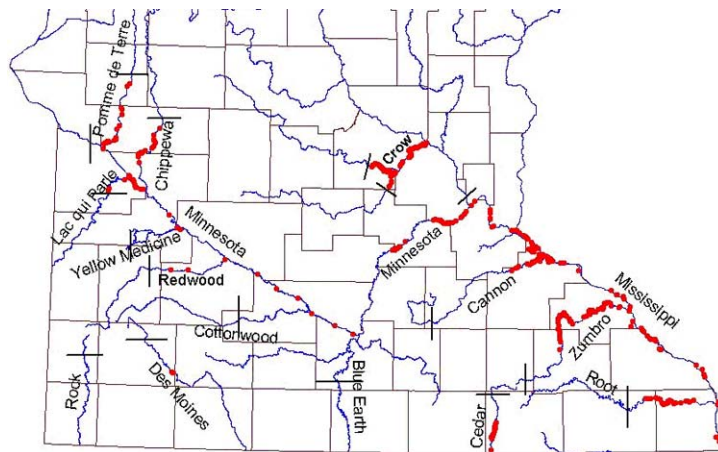 Pomme de Terre
Chippewa
Crow
Lac qui Parle
Minnesota
Yellow Medicine
Minnesota
Redwood
Cannon
Mississippi
Cottonwood
Zumbro
Rock
Des Moines
Blue Earth
Cedar
Root